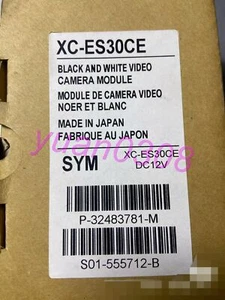 XC-ES30CE
BLACK AND WHITE VIDEO
CAMERA MODULE
MODULE DE CAMERA VIDEO
NOER ET BLANC
MADE IN JAPAN
FABRIQUE AU JAPON
SYM
XC-ES30CE
DC12V
P-32483781-M
S01-555712-B
yuan0298